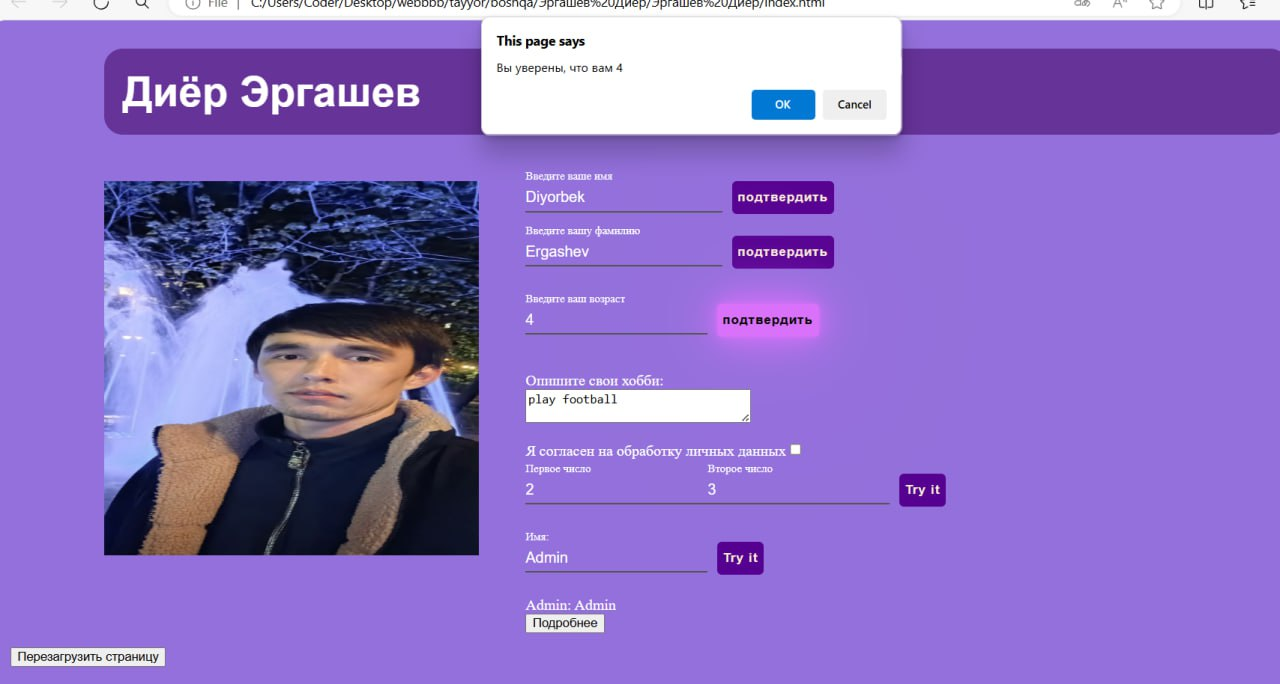 File
C:/Users/Coder/Desktop/webbbb/tayyor/boshqa/Эргашев%20Диёр/Эргашев%20Диёр/index.html
This page says
Вы уверены, что вам 4
OK Cancel
Диёр Эргашев
Введите ваше имя
Diyorbek подтвердить
Введите вашу фамилию
Ergashev подтвердить
Введите ваш возраст
4 подтвердить
Опишите свои хобби:
play football
Я согласен на обработку личных данных
Первое число Второе число
2 3 Try it
Имя:
Admin Try it
Admin: Admin
Подробнее
Перезагрузить страницу